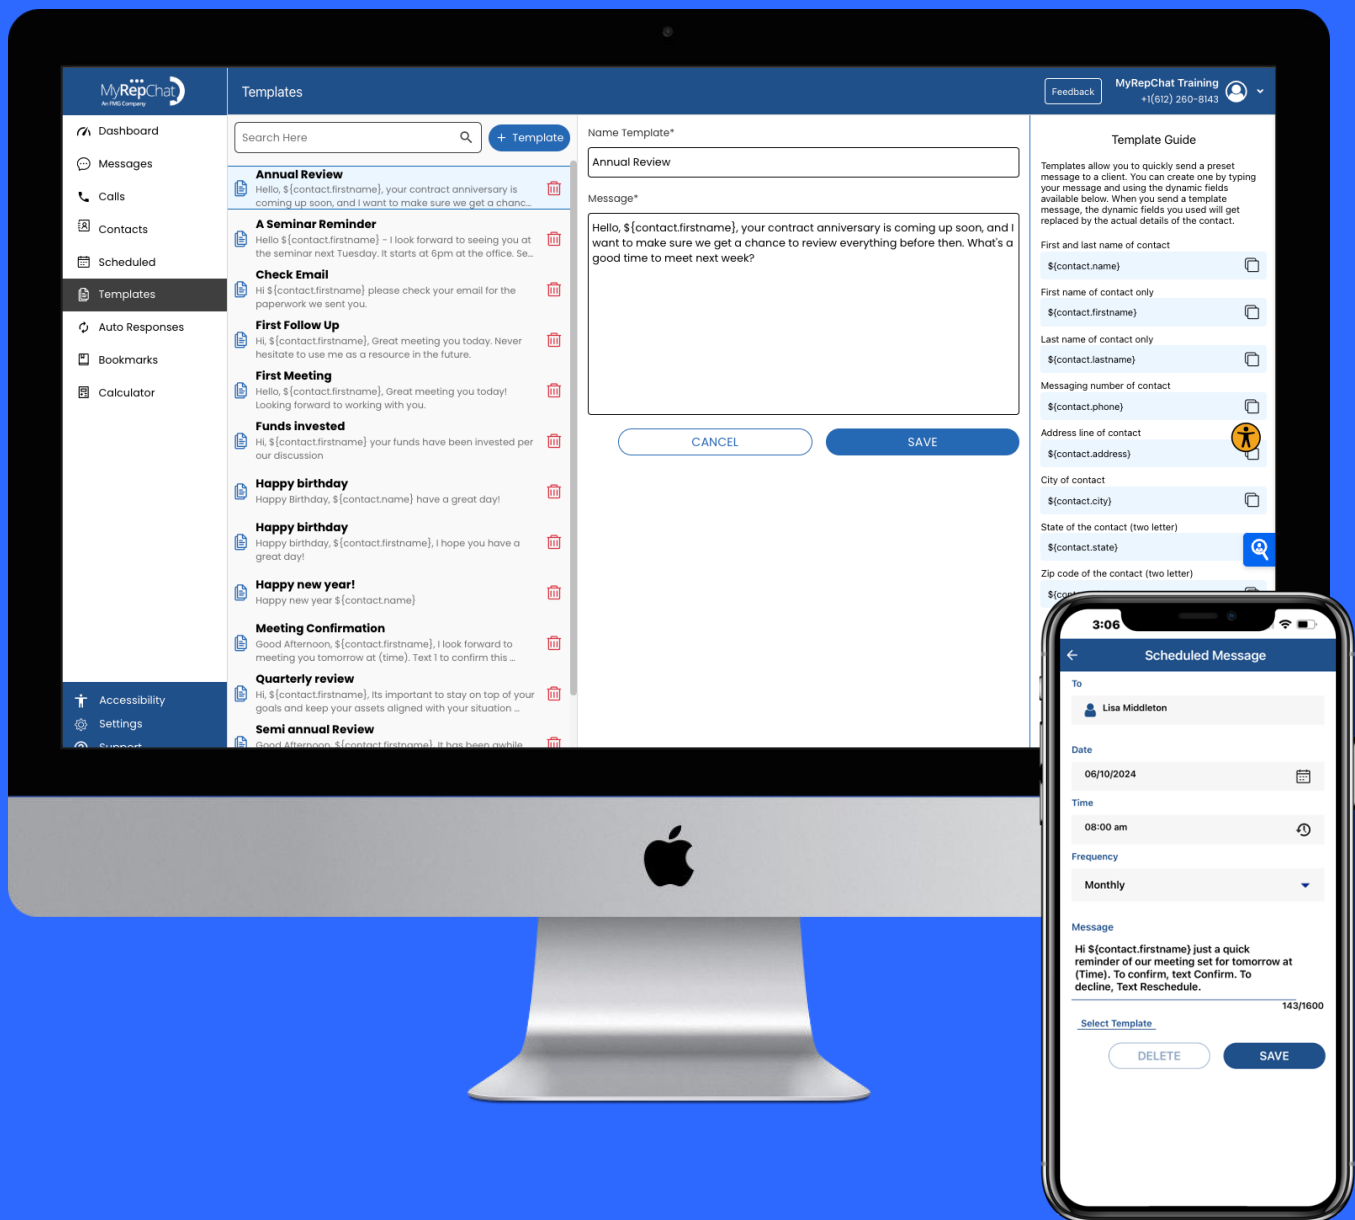 MyRepChat
An FMG Company
Templates
Feedback
MyRepChat Training
+1(612) 260-8143
Dashboard
Messages
Calls
Contacts
Scheduled
Templates
Auto Responses
Bookmarks
Calculator
Accessibility
Settings
Support
Search Here
+ Template
Annual Review
Hello, ${contact.firstname}, your contract anniversary is
coming up soon, and I want to make sure we get a chanc...
A Seminar Reminder
Hello ${contact.firstname} - I look forward to seeing you at
the seminar next Tuesday. It starts at 6pm at the office. Se...
Check Email
Hi ${contact.firstname} please check your email for the
paperwork we sent you.
First Follow Up
Hi, ${contact.firstname}, Great meeting you today. Never
hesitate to use me as a resource in the future.
First Meeting
Hello, ${contact.firstname}, Great meeting you today!
Looking forward to working with you.
Funds invested
Hi, ${contact.firstname} your funds have been invested per
our discussion
Happy birthday
Happy Birthday, ${contact.name} have a great day!
Happy birthday
Happy birthday, ${contact.firstname}, I hope you have a
great day!
Happy new year!
Happy new year ${contact.name}
Meeting Confirmation
Good Afternoon, ${contact.firstname}, I look forward to
meeting you tomorrow at (time). Text 1 to confirm this ...
Quarterly review
Hi, ${contact.firstname}, Its important to stay on top of your
goals and keep your assets aligned with your situation ...
Semi annual Review
Good Afternoon, ${contact.firstname}, It has been awhile
Name Template*
Annual Review
Message*
Hello, ${contact.firstname}, your contract anniversary is coming up soon, and I
want to make sure we get a chance to review everything before then. What's a
good time to meet next week?
CANCEL
SAVE
Template Guide
Templates allow you to quickly send a preset
message to a client. You can create one by typing
your message and using the dynamic fields
available below. When you send a template
message, the dynamic fields you used will get
replaced by the actual details of the contact.
First and last name of contact
${contact.name}
First name of contact only
${contact.firstname}
Last name of contact only
${contact.lastname}
Messaging number of contact
${contact.phone}
Address line of contact
${contact.address}
City of contact
${contact.city}
State of the contact (two letter)
${contact.state}
Zip code of the contact (two letter)
3:06
Scheduled Message
To
Lisa Middleton
Date
06/10/2024
Time
08:00 am
Frequency
Monthly
Message
Hi ${contact.firstname} just a quick
reminder of our meeting set for tomorrow at
(Time). To confirm, text Confirm. To
decline, Text Reschedule.
143/1600
Select Template
DELETE
SAVE